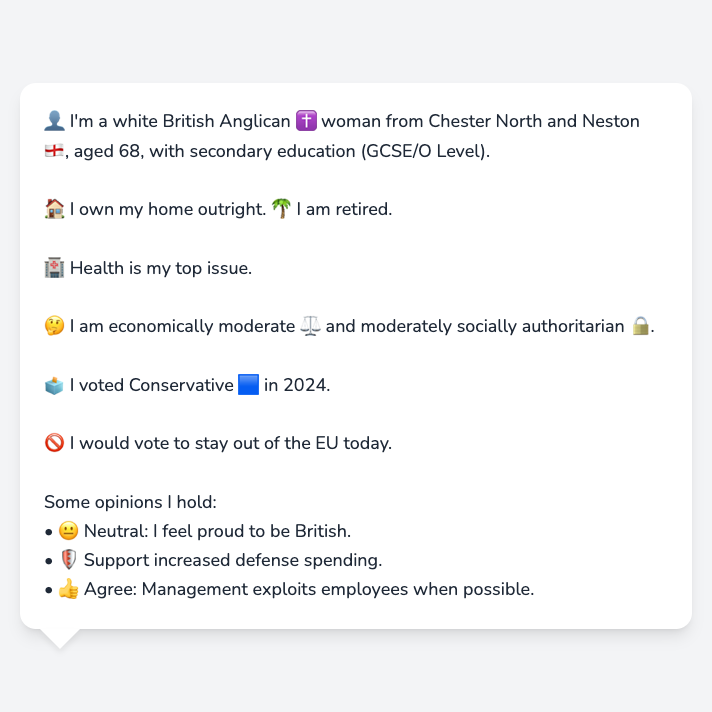 👤 I'm a white British Anglican ✝️ woman from Chester North and Neston
🏴󠁧󠁢󠁥󠁮󠁧󠁿, aged 68, with secondary education (GCSE/O Level).
🏠 I own my home outright. 🌴 I am retired.
🏥 Health is my top issue.
🤔 I am economically moderate ⚖️ and moderately socially authoritarian 🔒.
🗳️ I voted Conservative 🟦 in 2024.
🚫 I would vote to stay out of the EU today.
Some opinions I hold:
• 😐 Neutral: I feel proud to be British.
• 🛡️ Support increased defense spending.
• 👍 Agree: Management exploits employees when possible.